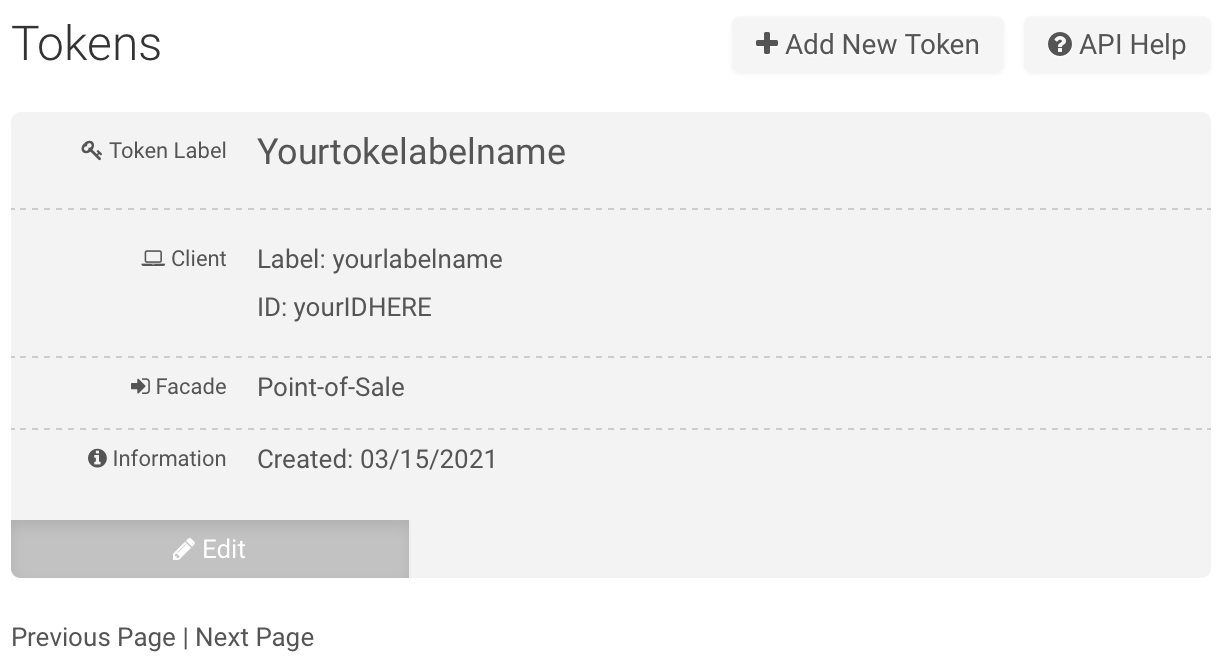 Tokens
Add New Token
API Help
Token Label Yourtokelabelname
Client Label: yourlabelname
ID: yourIDHERE
Facade Point-of-Sale
Information Created: 03/15/2021
Edit
Previous Page | Next Page